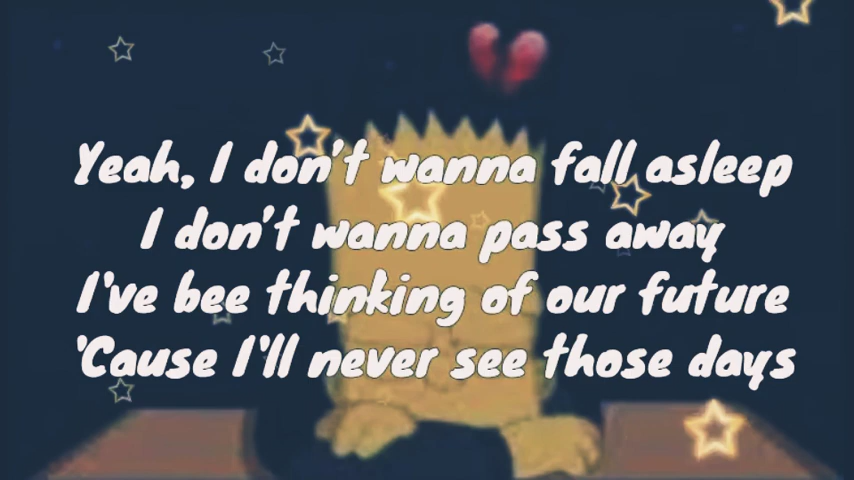 Yeah, I don't wanna fall asleep
I don't wanna pass away
I've bee thinking of our future
'Cause I'll never see those days